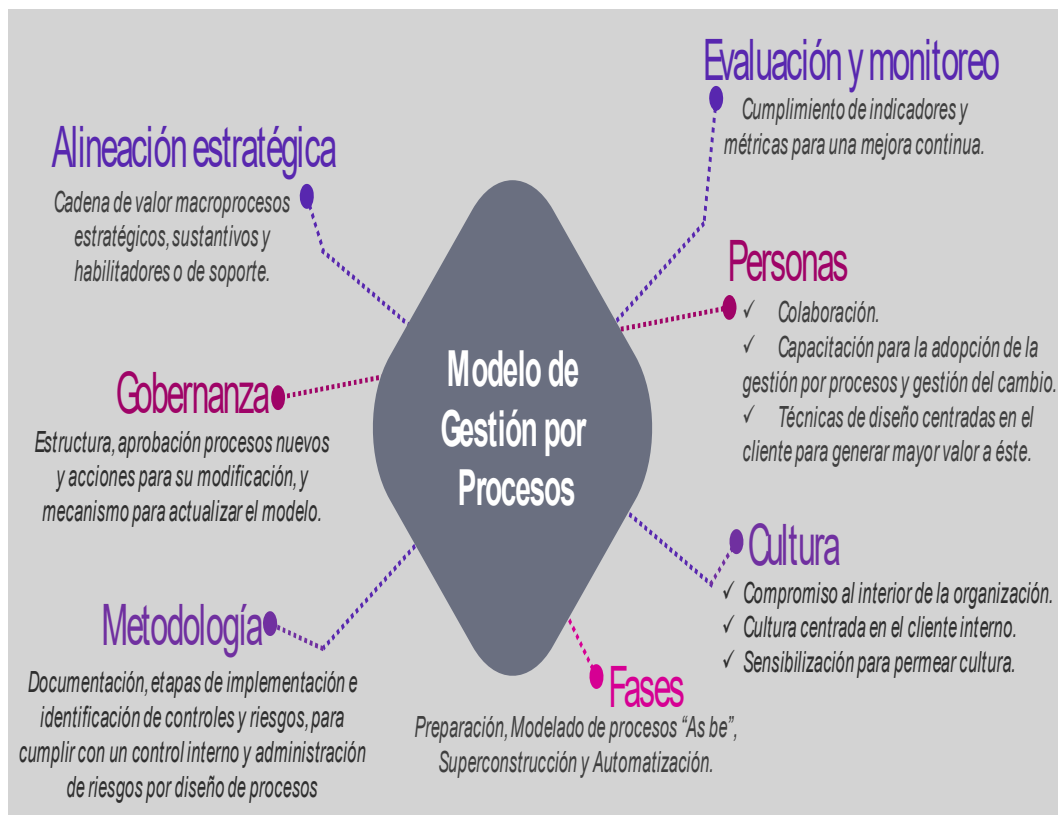 Evaluación y monitoreo
Cumplimiento de indicadores y
métricas para una mejora continua.
Alineación estratégica
Cadena de valor macroprocesos
estratégicos, sustantivos y
habilitadores o de soporte.
Personas
✓ Colaboración.
✓ Capacitación para la adopción de la
gestión por procesos y gestión del cambio.
✓ Técnicas de diseño centradas en el
cliente para generar mayor valor a éste.
Modelo de
Gestión por
Procesos
Gobernanza
Estructura, aprobación procesos nuevos
y acciones para su modificación, y
mecanismo para actualizar el modelo.
Cultura
✓ Compromiso al interior de la organización.
✓ Cultura centrada en el cliente interno.
✓ Sensibilización para permear cultura.
Metodología
Documentación, etapas de implementación e
identificación de controles y riesgos, para
cumplir con un control interno y administración
de riesgos por diseño de procesos
Fases
Preparación, Modelado de procesos “As be”,
Superconstrucción y Automatización.